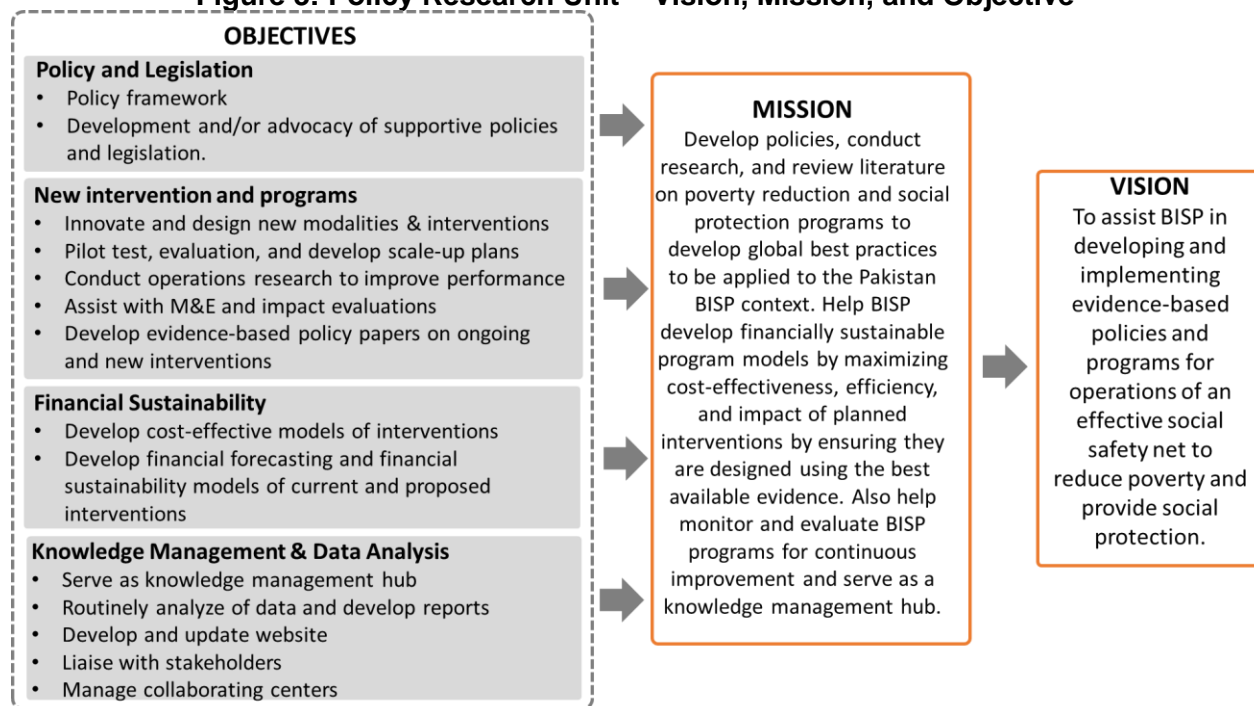 Policy Research Unit Vision, Mission, and Objective
OBJECTIVES
Policy and Legislation
• Policy framework
• Development and/or advocacy of supportive policies
and legislation.
New intervention and programs
• Innovate and design new modalities & interventions
• Pilot test, evaluation, and develop scale-up plans
• Conduct operations research to improve performance
• Assist with M&E and impact evaluations
• Develop evidence-based policy papers on ongoing
and new interventions
Financial Sustainability
• Develop cost-effective models of interventions
• Develop financial forecasting and financial
sustainability models of current and proposed
interventions
Knowledge Management & Data Analysis
• Serve as knowledge management hub
• Routinely analyze of data and develop reports
• Develop and update website
• Liaise with stakeholders
• Manage collaborating centers
MISSION
Develop policies, conduct
research, and review literature
on poverty reduction and social
protection programs to
develop global best practices
to be applied to the Pakistan
BISP context. Help BISP
develop financially sustainable
program models by maximizing
cost-effectiveness, efficiency,
and impact of planned
interventions by ensuring they
are designed using the best
available evidence. Also help
monitor and evaluate BISP
programs for continuous
improvement and serve as a
knowledge management hub.
VISION
To assist BISP in
developing and
implementing
evidence-based
policies and
programs for
operations of an
effective social
safety net to
reduce poverty and
provide social
protection.